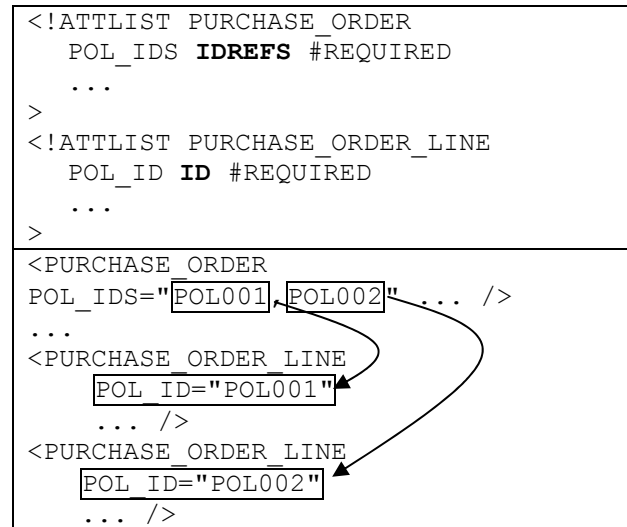 <!ATTLIST PURCHASE_ORDER
POL_IDS IDREFS #REQUIRED
...
>
<!ATTLIST PURCHASE_ORDER_LINE
POL_ID ID #REQUIRED
...
>
<PURCHASE_ORDER
POL_IDS="POL001,POL002" ... />
...
<PURCHASE_ORDER_LINE
POL_ID="POL001"
... />
<PURCHASE_ORDER_LINE
POL_ID="POL002"
... />